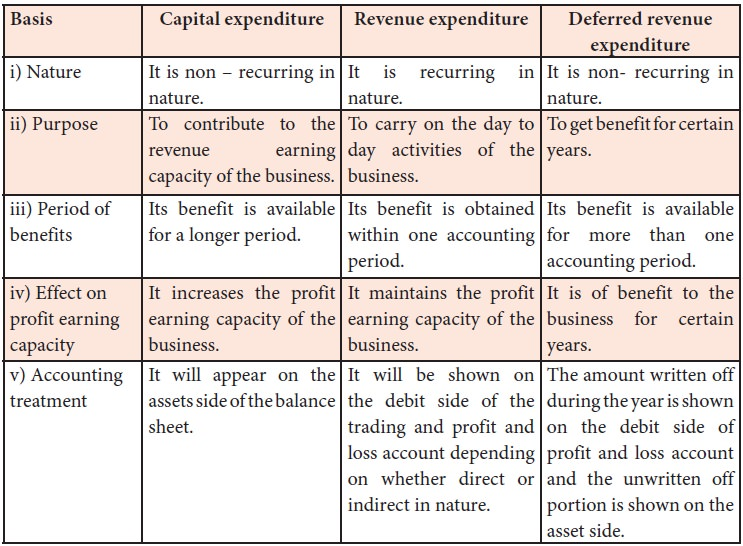 Basis
Capital expenditure
Revenue expenditure
Deferred revenue
expenditure
i) Nature
It is non – recurring in
nature.
It is recurring in
nature.
It is non- recurring in
nature.
ii) Purpose
To contribute to the
revenue earning
capacity of the business.
To carry on the day to
day activities of the
business.
To get benefit for certain
years.
iii) Period of
benefits
Its benefit is available
for a longer period.
Its benefit is obtained
within one accounting
period.
Its benefit is available
for more than one
accounting period.
iv) Effect on
profit earning
capacity
It increases the profit
earning capacity of the
business.
It maintains the profit
earning capacity of the
business.
It is of benefit to the
business for certain
years.
v) Accounting
treatment
It will appear on the
assets side of the balance
sheet.
It will be shown on
the debit side of the
trading and profit and
loss account depending
on whether direct or
indirect in nature.
The amount written off
during the year is shown
on the debit side of
profit and loss account
and the unwritten off
portion is shown on the
asset side.